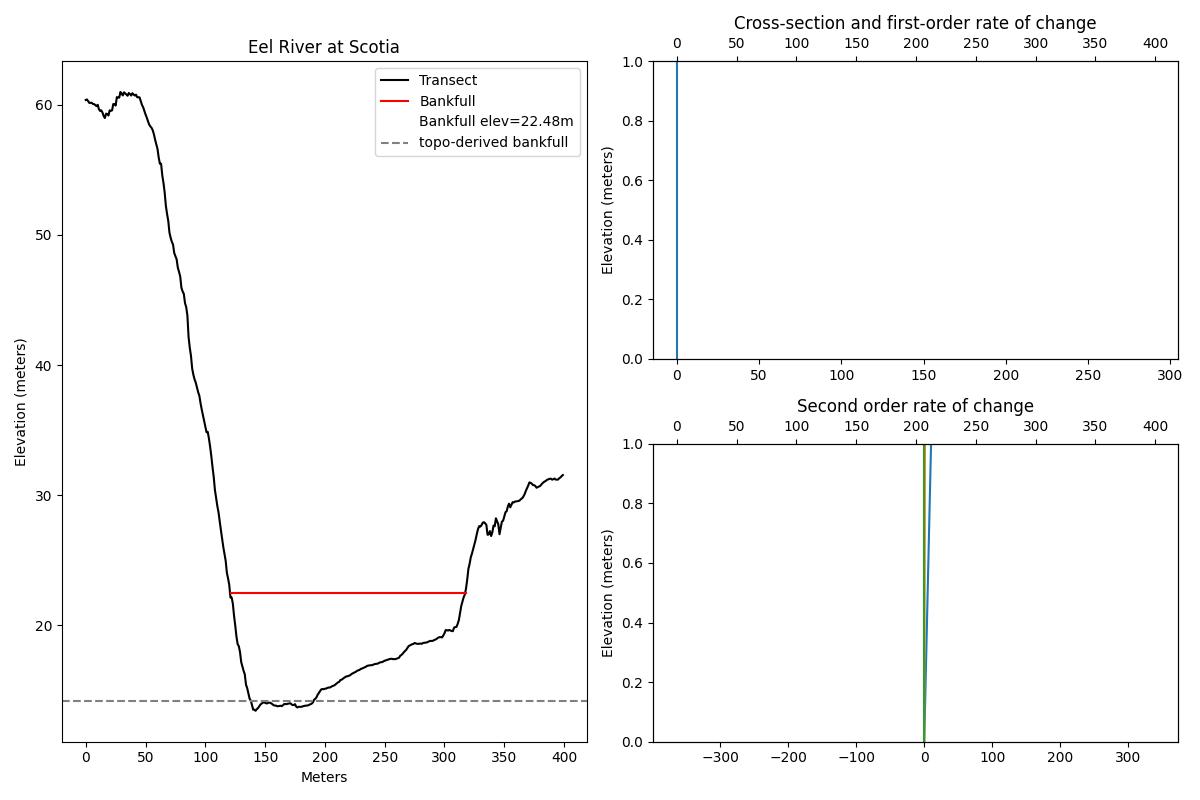 Eel River at Scotia
Transect
Bankfull
Bankfull elev=22.48m
topo-derived bankfull
Elevation (meters)
60
50
40
30
20
0 50 100 150 200 250 300 350 400
Meters
Cross-section and first-order rate of change
0 50 100 150 200 250 300 350 400
Elevation (meters)
1.0
0.8
0.6
0.4
0.2
0.0
0 50 100 150 200 250 300
Second order rate of change
0 50 100 150 200 250 300 350 400
Elevation (meters)
1.0
0.8
0.6
0.4
0.2
0.0
−300 −200 −100 0 100 200 300